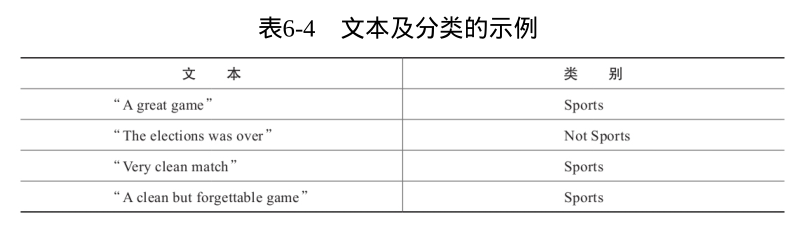 表6-4 文本及分类的示例
文 本 类 别
“A great game” Sports
“The elections was over” Not Sports
“Very clean match” Sports
“A clean but forgettable game” Sports